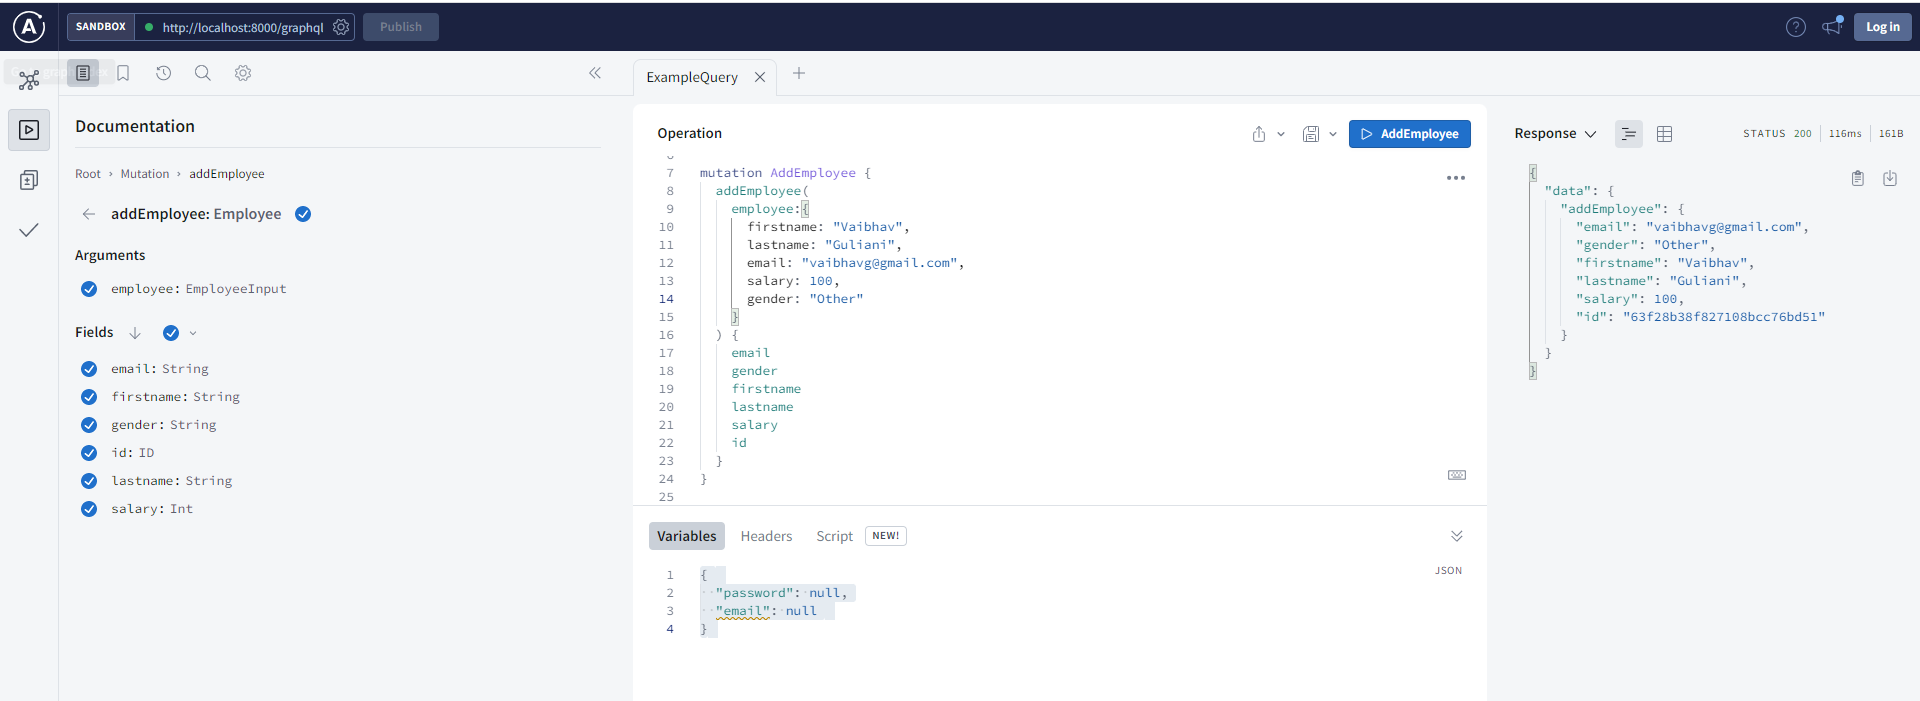 SANDBOX http://localhost:8000/graphql Publish Log in
Documentation
Root › Mutation › addEmployee
addEmployee: Employee
Arguments
employee: EmployeeInput
Fields
email: String
firstname: String
gender: String
id: ID
lastname: String
salary: Int
ExampleQuery
Operation
AddEmployee
7 mutation AddEmployee {
8 addEmployee(
9 employee:{
10 firstname: "Vaibhav",
11 lastname: "Guliani",
12 email: "vaibhavg@gmail.com",
13 salary: 100,
14 gender: "Other"
15 }
16 ) {
17 email
18 gender
19 firstname
20 lastname
21 salary
22 id
23 }
24 }
25
Variables Headers Script NEW!
JSON
1 {
2 "password": null,
3 "email": null
4 }
Response STATUS 200 116ms 161B
{
"data": {
"addEmployee": {
"email": "vaibhavg@gmail.com",
"gender": "Other",
"firstname": "Vaibhav",
"lastname": "Guliani",
"salary": 100,
"id": "63f28b38f827108bcc76bd51"
}
}
}